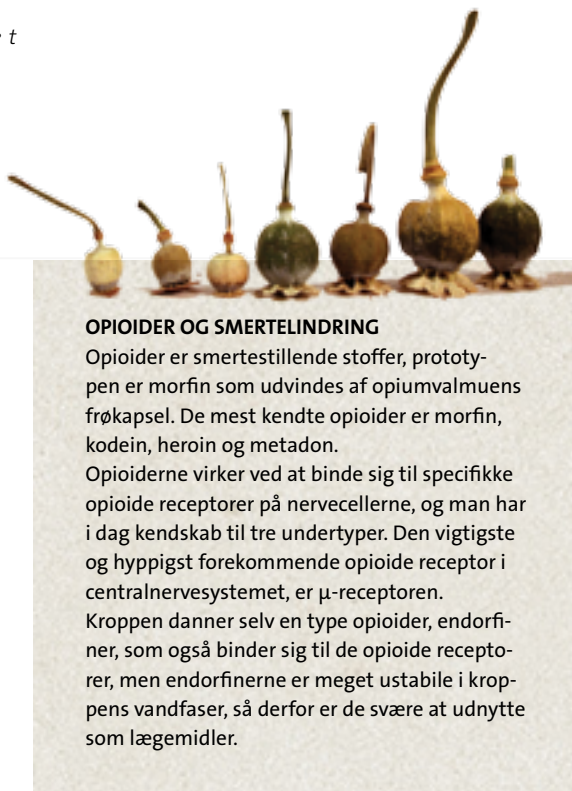 t
OPIOIDER OG SMERTELINDRING
Opioider er smertestillende stoffer, prototy-
pen er morfin som udvindes af opiumvalmuens
frøkapsel. De mest kendte opioider er morfin,
kodein, heroin og metadon.
Opioiderne virker ved at binde sig til specifikke
opioide receptorer på nervecellerne, og man har
i dag kendskab til tre undertyper. Den vigtigste
og hyppigst forekommende opioide receptor i
centralnervesystemet, er μ-receptoren.
Kroppen danner selv en type opioider, endorfi-
ner, som også binder sig til de opioide recepto-
rer, men endorfinerne er meget ustabile i krop-
pens vandfaser, så derfor er de svære at udnytte
som lægemidler.